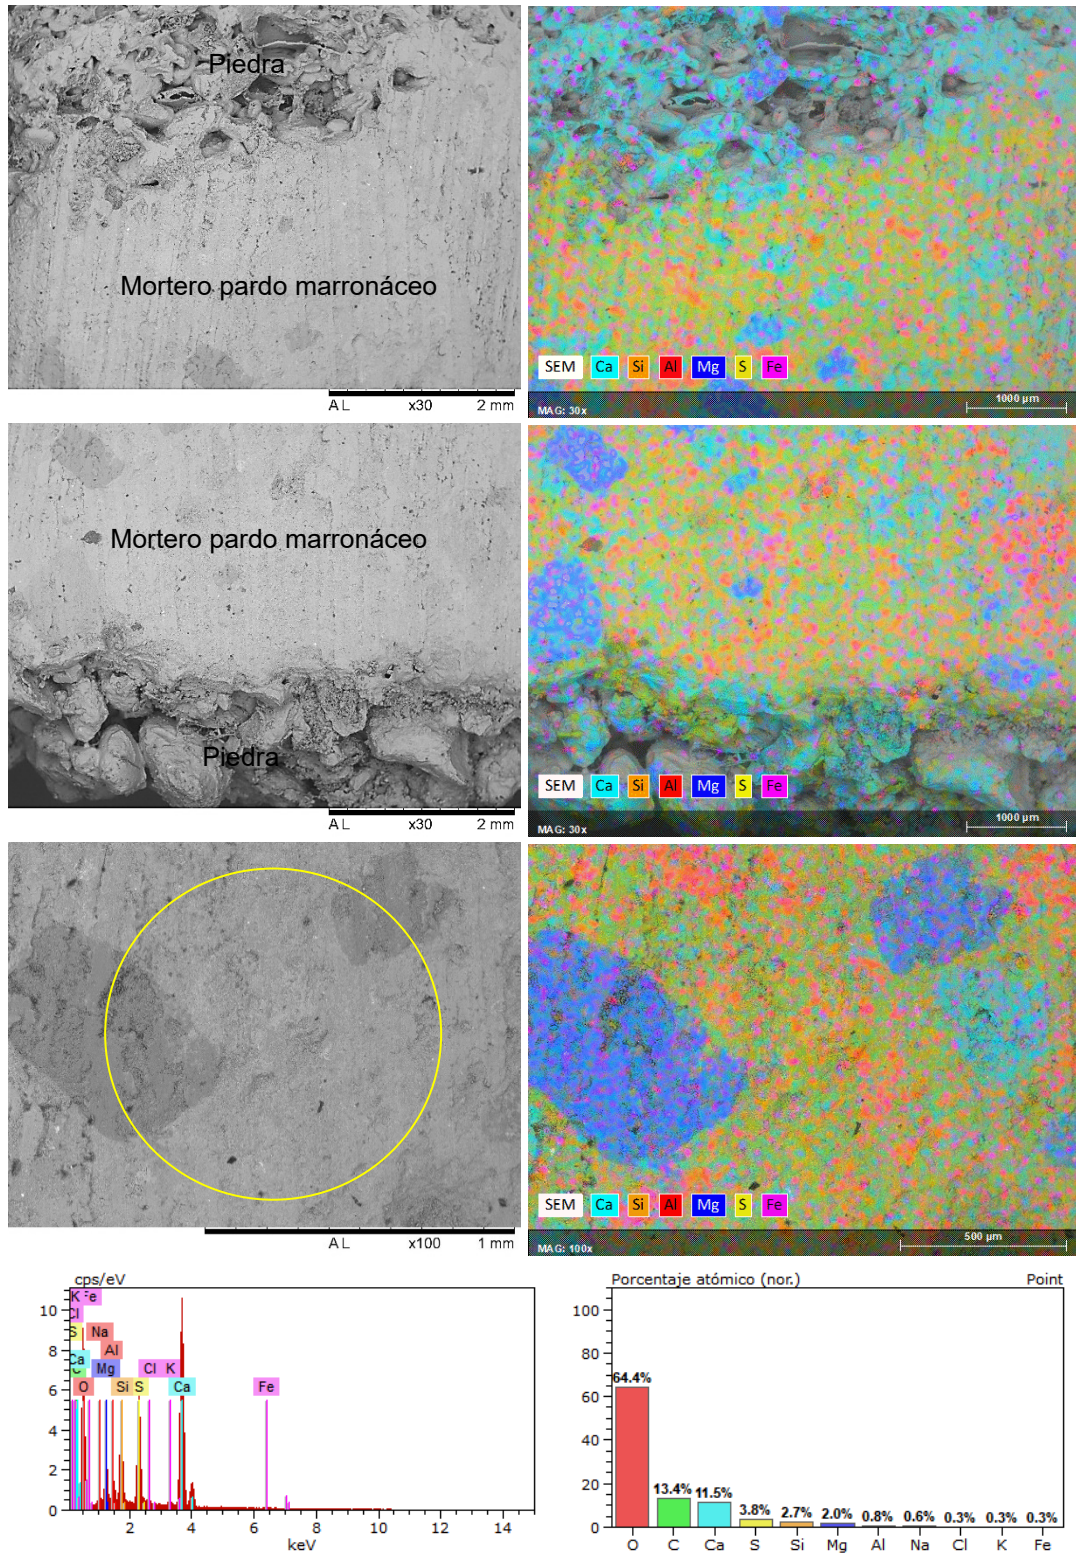 Piedra
Mortero pardo marronáceo
A L x30 2 mm
SEM Ca Si Al Mg S Fe
MAG: 30x
1000 µm
Mortero pardo marronáceo
Piedra
A L x30 2 mm
SEM Ca Si Al Mg S Fe
MAG: 30x
1000 µm
A L x100 1 mm
SEM Ca Si Al Mg S Fe
MAG: 100x
500 µm
cps/eV
K Fe
Cl
S Na
Al
Ca
C Mg Cl K
O Si S Ca Fe
10
8
6
4
2
0
2 4 6 8 10 12 14
keV
Porcentaje atómico (nor.) Point
100
80
60
40
20
0
64.4%
13.4%
11.5%
3.8%
2.7%
2.0%
0.8%
0.6%
0.3%
0.3%
0.3%
O C Ca S Si Mg Al Na Cl K Fe